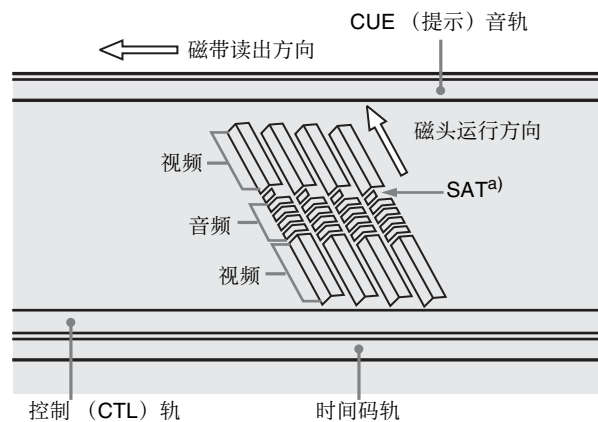 CUE （提示）音轨
磁带读出方向
磁头运行方向
视频
SATa)
音频
视频
控制 （CTL）轨
时间码轨